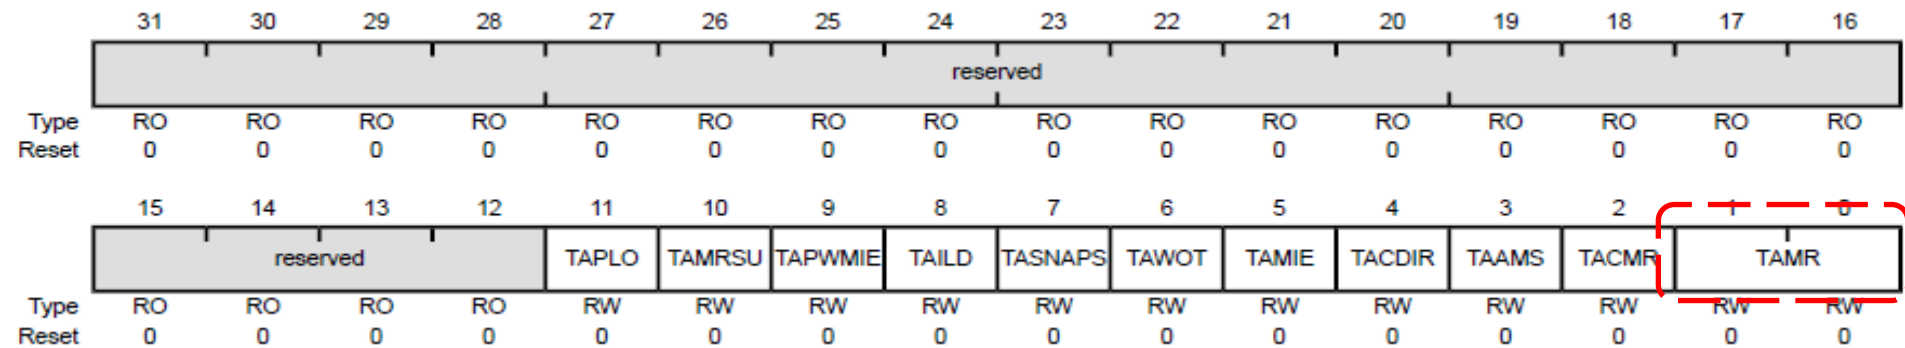 31 30 29 28 27 26 25 24 23 22 21 20 19 18 17 16
reserved
Type RO RO RO RO RO RO RO RO RO RO RO RO RO RO RO RO
Reset 0 0 0 0 0 0 0 0 0 0 0 0 0 0 0 0
15 14 13 12 11 10 9 8 7 6 5 4 3 2 1 0
reserved TAPLO TAMRSU TAPWMIE TAILD TASNAPS TAWOT TAMIE TACDIR TAAMS TACMR TAMR
Type RO RO RO RO RW RW RW RW RW RW RW RW RW RW RW RW
Reset 0 0 0 0 0 0 0 0 0 0 0 0 0 0 0 0